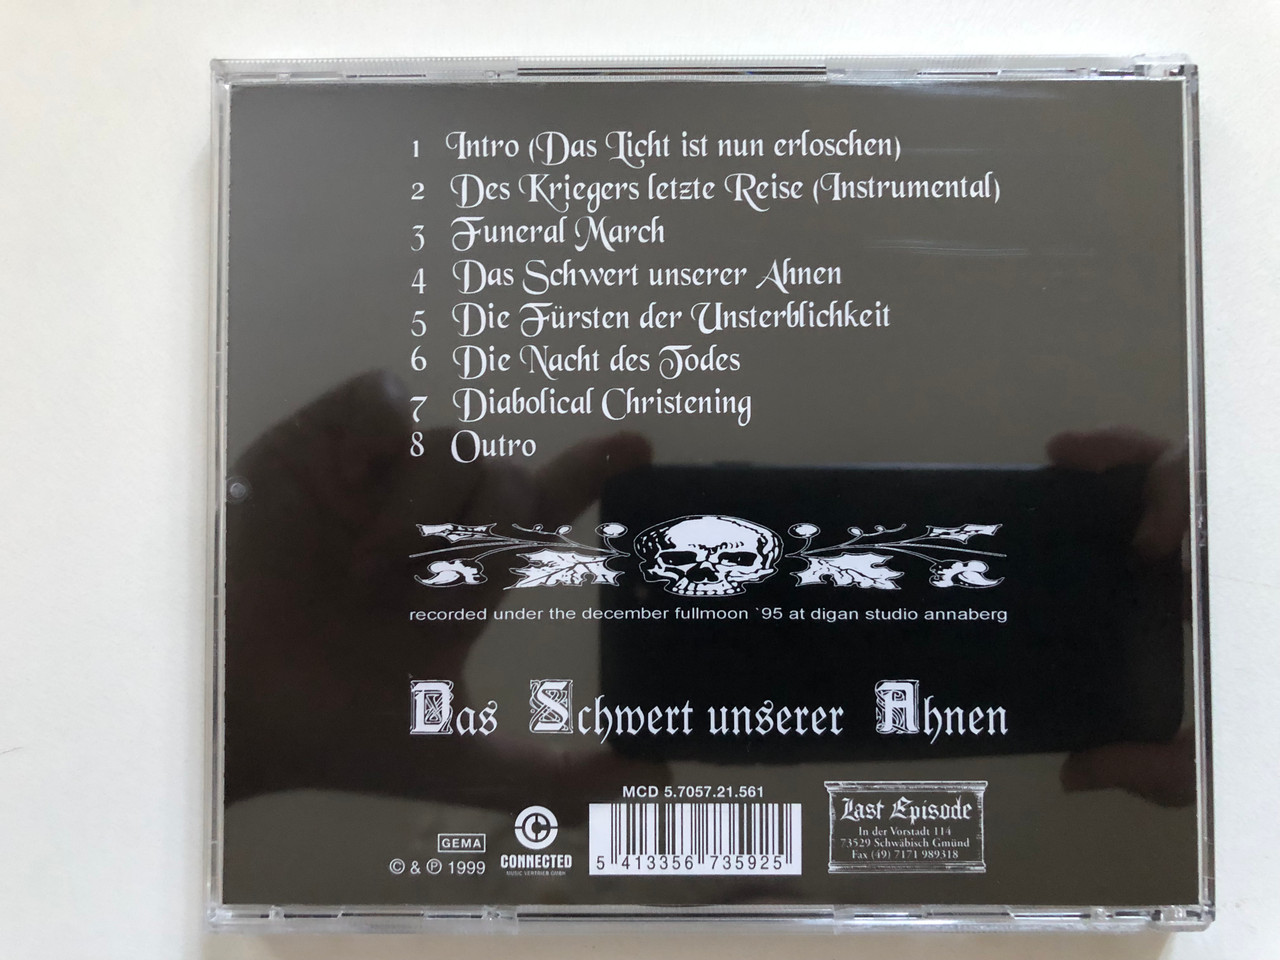 1 Intro (Das Licht ist nun erloschen)
2 Des Kriegers letzte Reise (Instrumental)
3 Funeral March
4 Das Schwert unserer Ahnen
5 Die Fürsten der Unsterblichkeit
6 Die Nacht des Todes
7 Diabolical Christening
8 Outro
recorded under the december fullmoon `95 at digan studio annaberg
Das Schwert unserer Ahnen
GEMA
© & ℗ 1999
CONNECTED
MUSIC VERTRIEB GMBH
MCD 5.7057.21.561
5 413356 735925
Last Episode
In der Vorstadt 114
73529 Schwäbisch Gmünd
Fax (49) 7171 989318